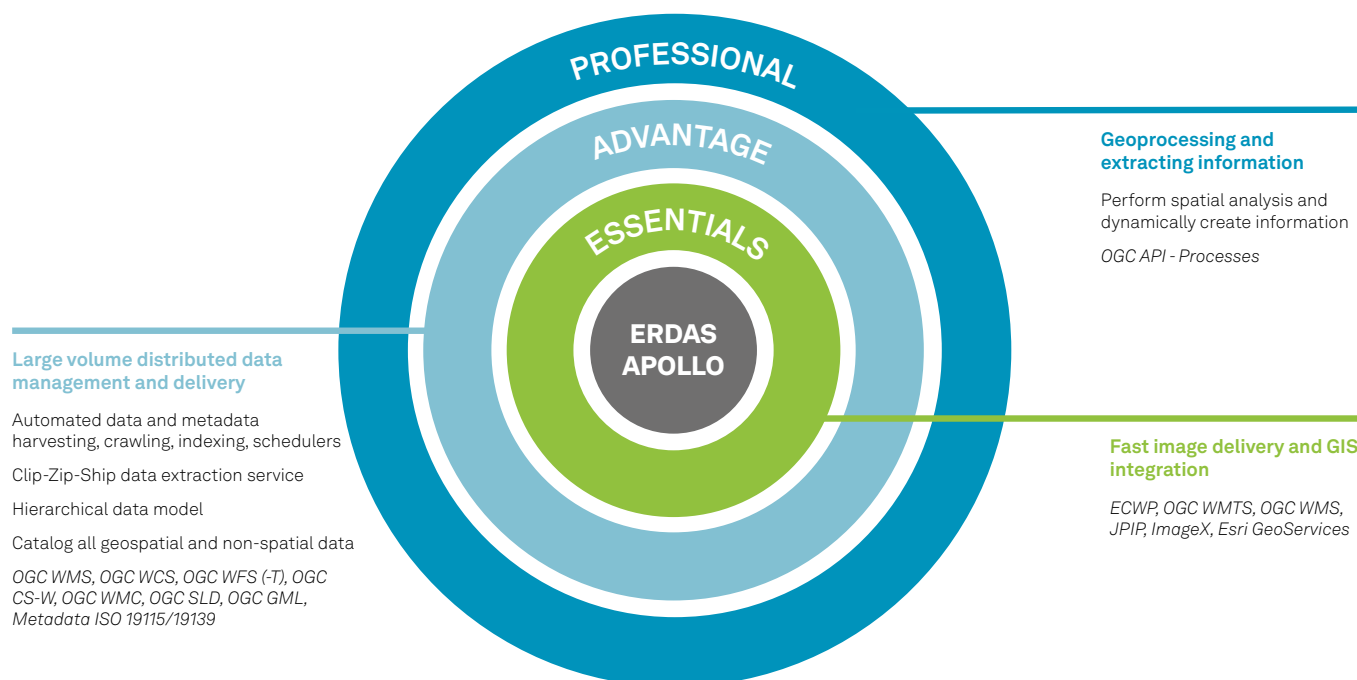 PROFESSIONAL
ADVANTAGE
ESSENTIALS
ERDAS
APOLLO
Geoprocessing and
extracting information
Perform spatial analysis and
dynamically create information
OGC API - Processes
Large volume distributed data
management and delivery
Automated data and metadata
harvesting, crawling, indexing, schedulers
Clip-Zip-Ship data extraction service
Hierarchical data model
Catalog all geospatial and non-spatial data
OGC WMS, OGC WCS, OGC WFS (-T), OGC
CS-W, OGC WMC, OGC SLD, OGC GML,
Metadata ISO 19115/19139
Fast image delivery and GIS
integration
ECWP, OGC WMTS, OGC WMS,
JPIP, ImageX, Esri GeoServices